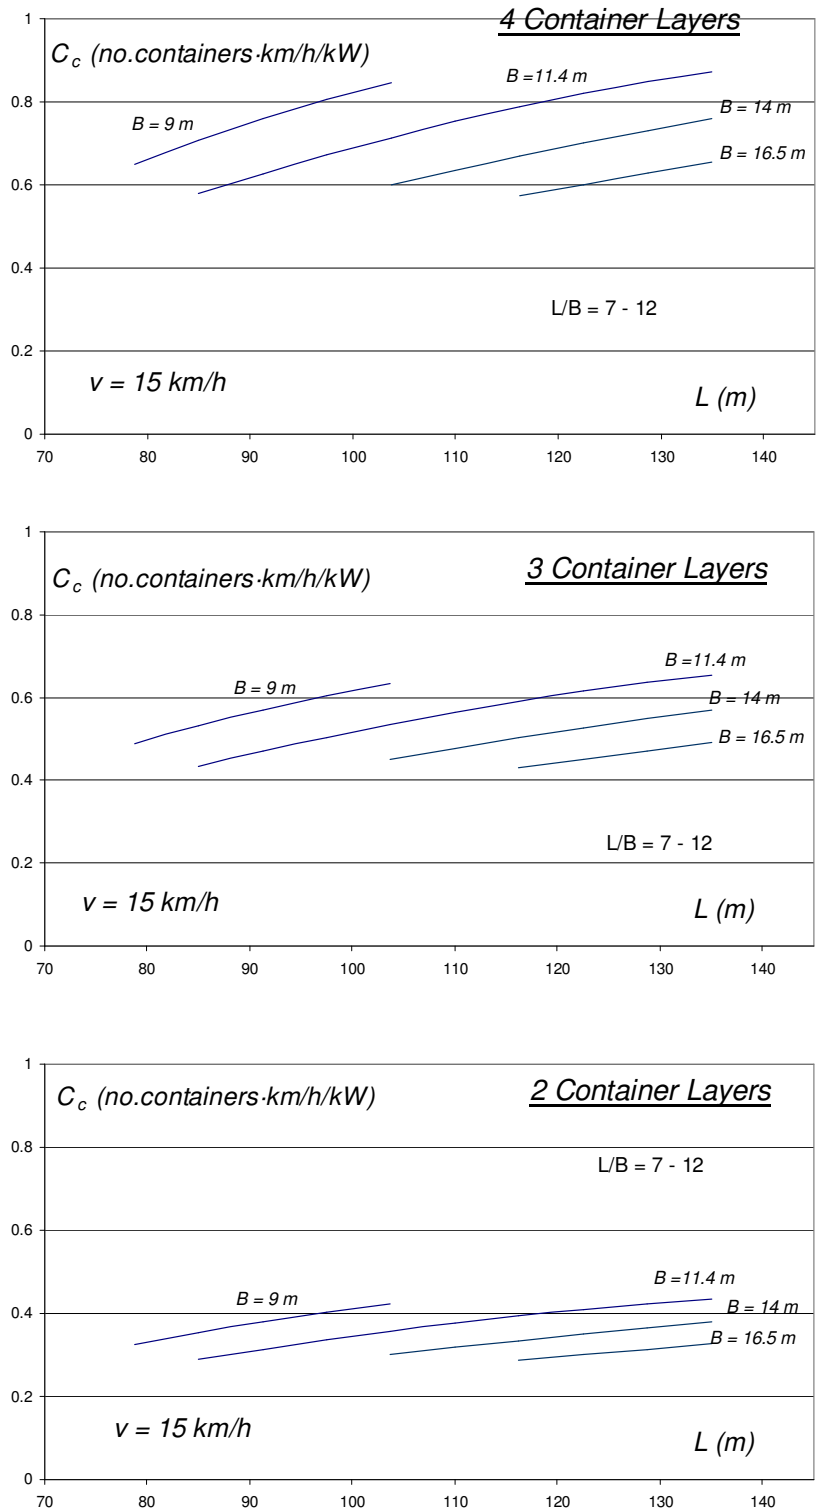 4 Container Layers
1
C c (no.containers·km/h/kW)
B =11.4 m
B = 14 m
0.8
B = 9 m
B = 16.5 m
0.6
0.4
L/B = 7 - 12
0.2
v = 15 km/h
L (m)
0
70 80 90 100 110 120 130 140
1
3 Container Layers
C c (no.containers·km/h/kW)
0.8
B =11.4 m
B = 9 m
B = 14 m
0.6
B = 16.5 m
0.4
L/B = 7 - 12
0.2
v = 15 km/h
L (m)
0
70 80 90 100 110 120 130 140
1
2 Container Layers
C c (no.containers·km/h/kW)
0.8
L/B = 7 - 12
0.6
B =11.4 m
B = 9 m
B = 14 m
0.4
B = 16.5 m
0.2
v = 15 km/h
L (m)
0
70 80 90 100 110 120 130 140